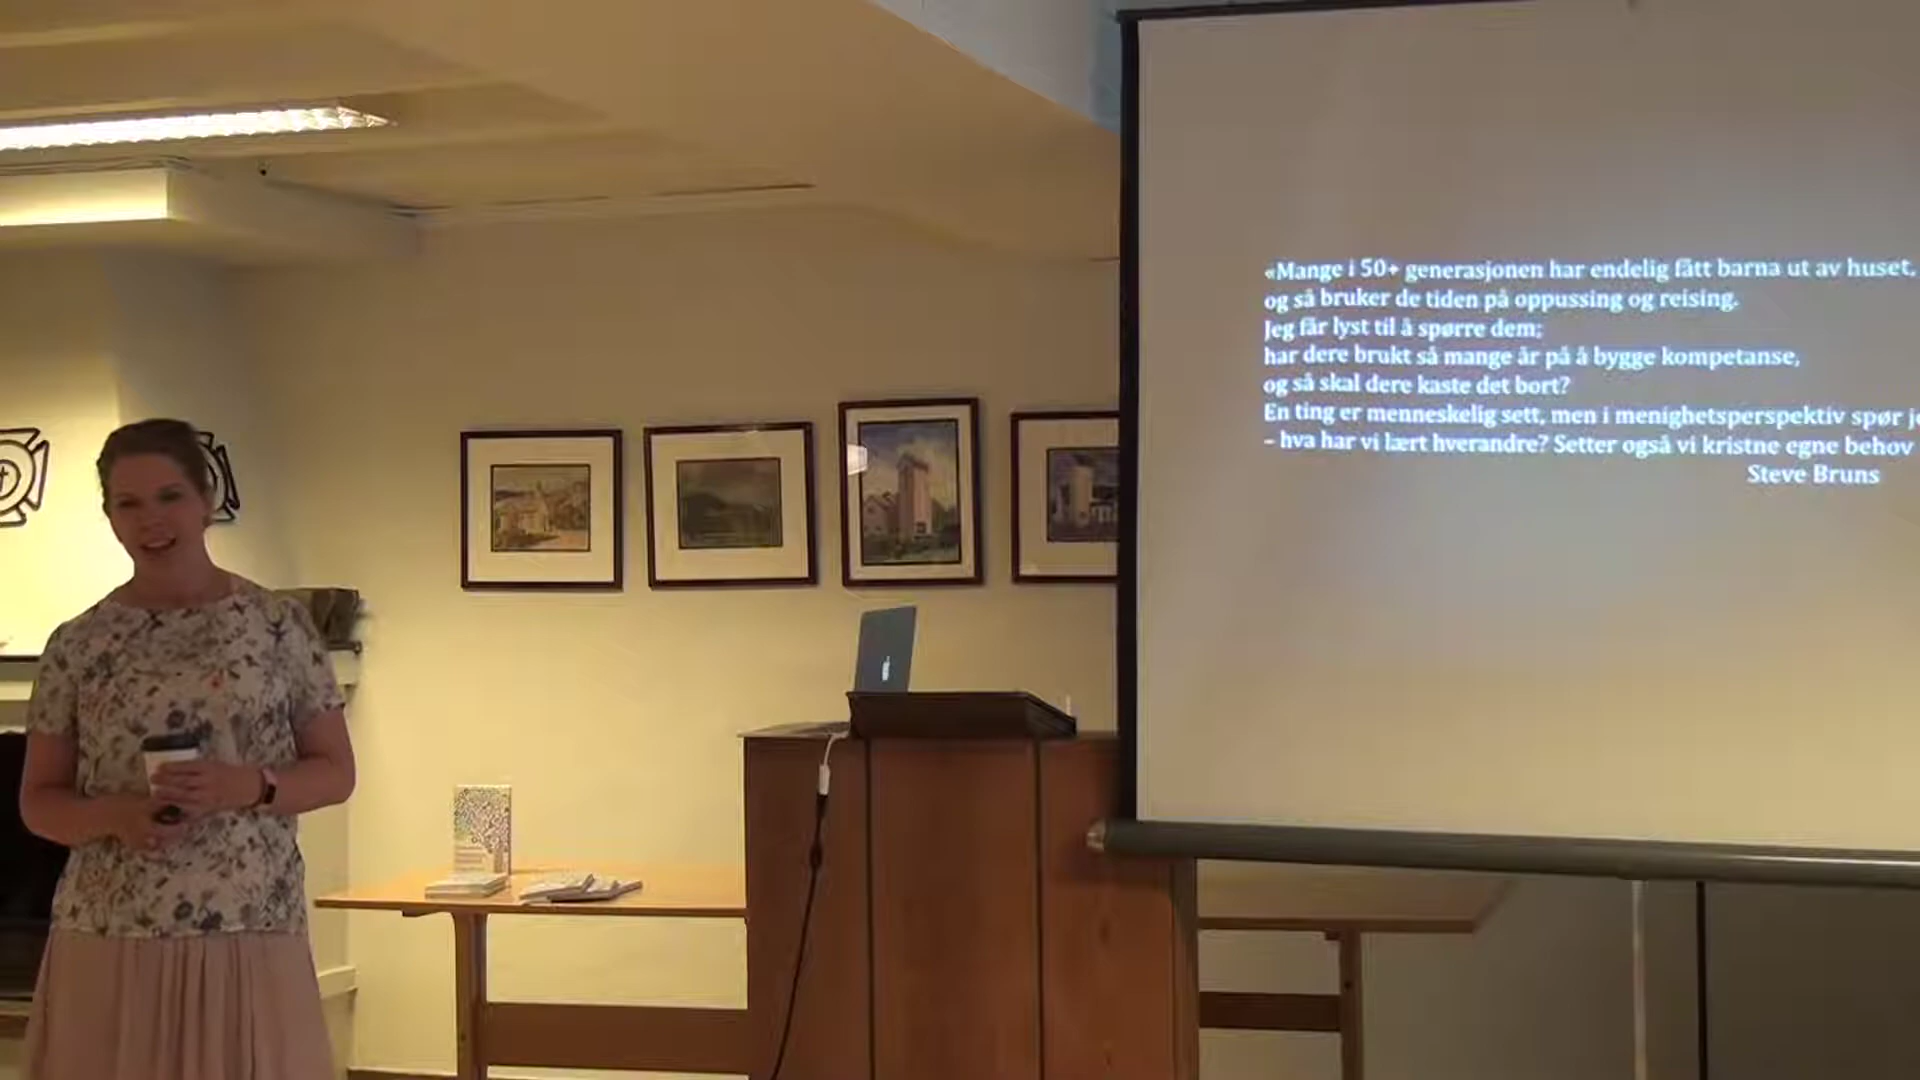 «Mange i 50+ generasjonen har endelig fått barna ut av huset,
og så bruker de tiden på oppussing og reising.
Jeg får lyst til å spørre dem;
har dere brukt så mange år på å bygge kompetanse,
og så skal dere kaste det bort?
En ting er menneskelig sett, men i menighetsperspektiv spør
– hva har vi lært hverandre? Setter også vi kristne egne behov
Steve Bruns